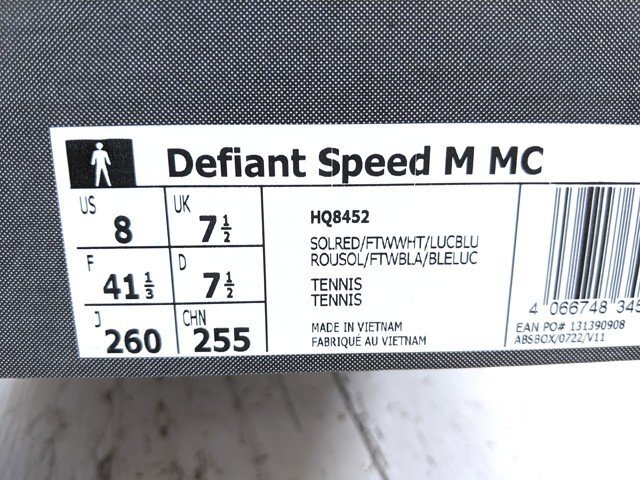 Defiant Speed M MC
US 8 UK 7 1/2
F 41 1/3 D 7 1/2
J 260 CHN 255
HQ8452
SOLRED/FTWWHT/LUCBLU
ROUSOL/FTWBLA/BLELUC
TENNIS
TENNIS
MADE IN VIETNAM
FABRIQUÉ AU VIETNAM
4 066748 345
EAN PO# 131390908
ABSBOX/0722/V11